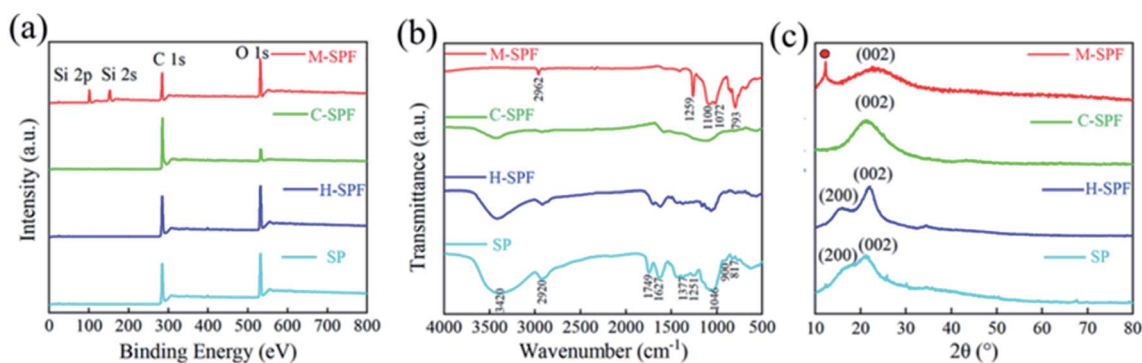 (a)
Si 2p
Si 2s
C 1s
O 1s
M-SPF
C-SPF
H-SPF
SP
Intensity (a.u.)
0 100 200 300 400 500 600 700 800
Binding Energy (eV)
(b)
M-SPF
2962
1259
1100
1072
793
C-SPF
H-SPF
SP
3420
2920
1749
1627
1377
1251
1046
900
817
Transmittance (a.u.)
4000 3500 3000 2500 2000 1500 1000 500
Wavenumber (cm⁻¹)
(c)
(002)
M-SPF
(002)
C-SPF
(002)
(200)
H-SPF
(002)
(200)
SP
10 20 30 40 50 60 70 80
2θ (°)